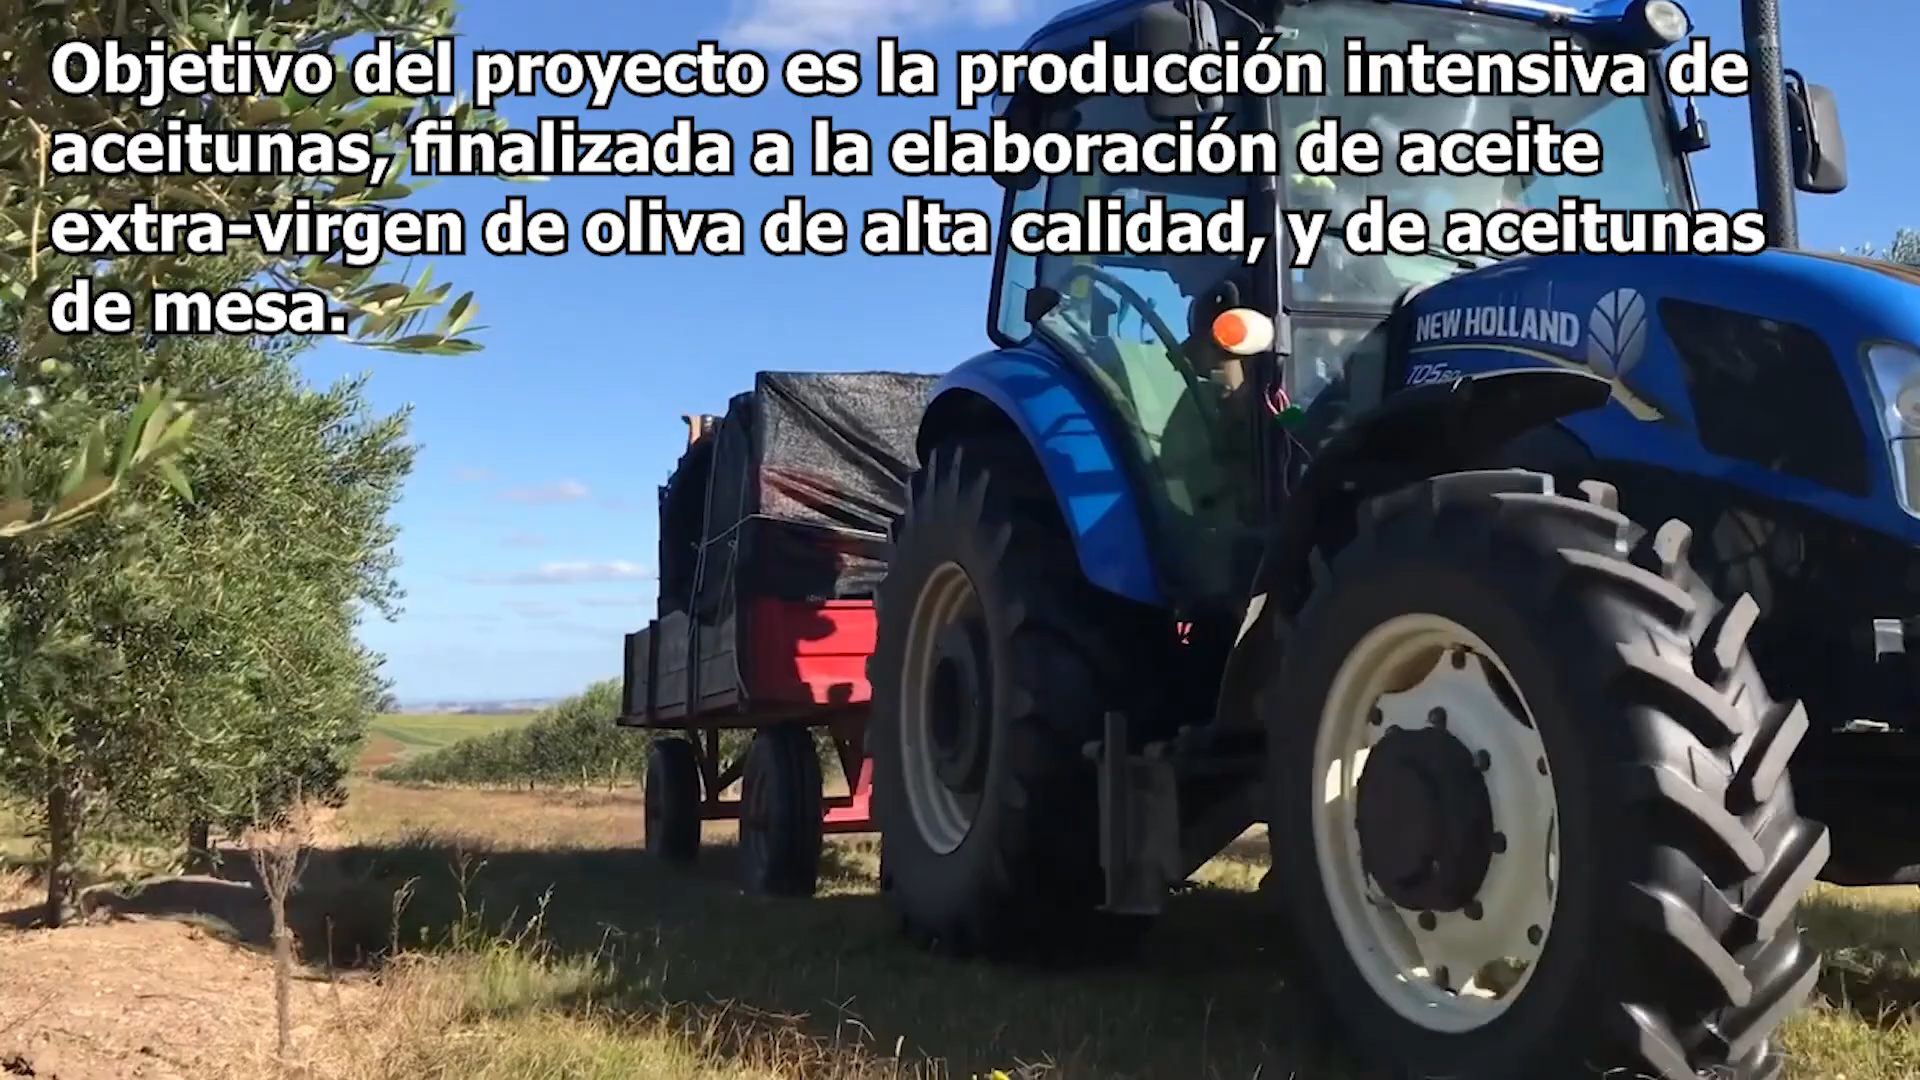 Objetivo del proyecto es la producción intensiva de
aceitunas, finalizada a la elaboración de aceite
extra-virgen de oliva de alta calidad, y de aceitunas
de mesa.
NEW HOLLAND